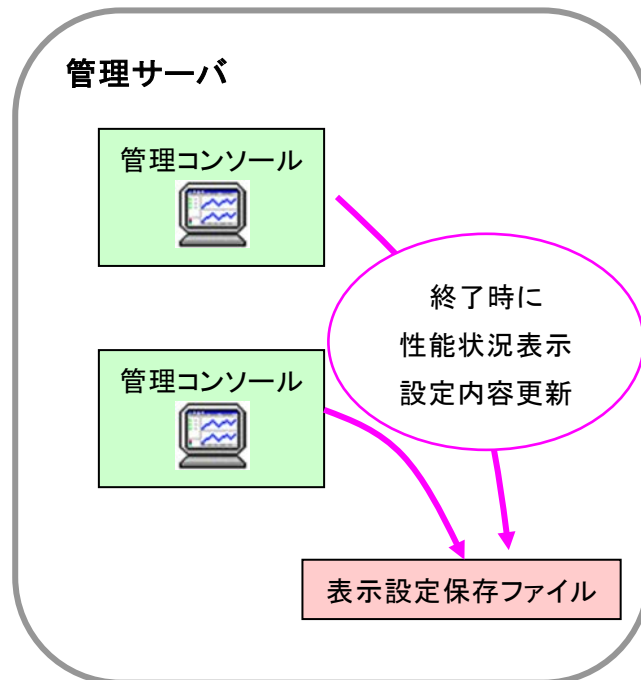 管理サーバ
管理コンソール
終了時に
性能状況表示
設定内容更新
管理コンソール
表示設定保存ファイル